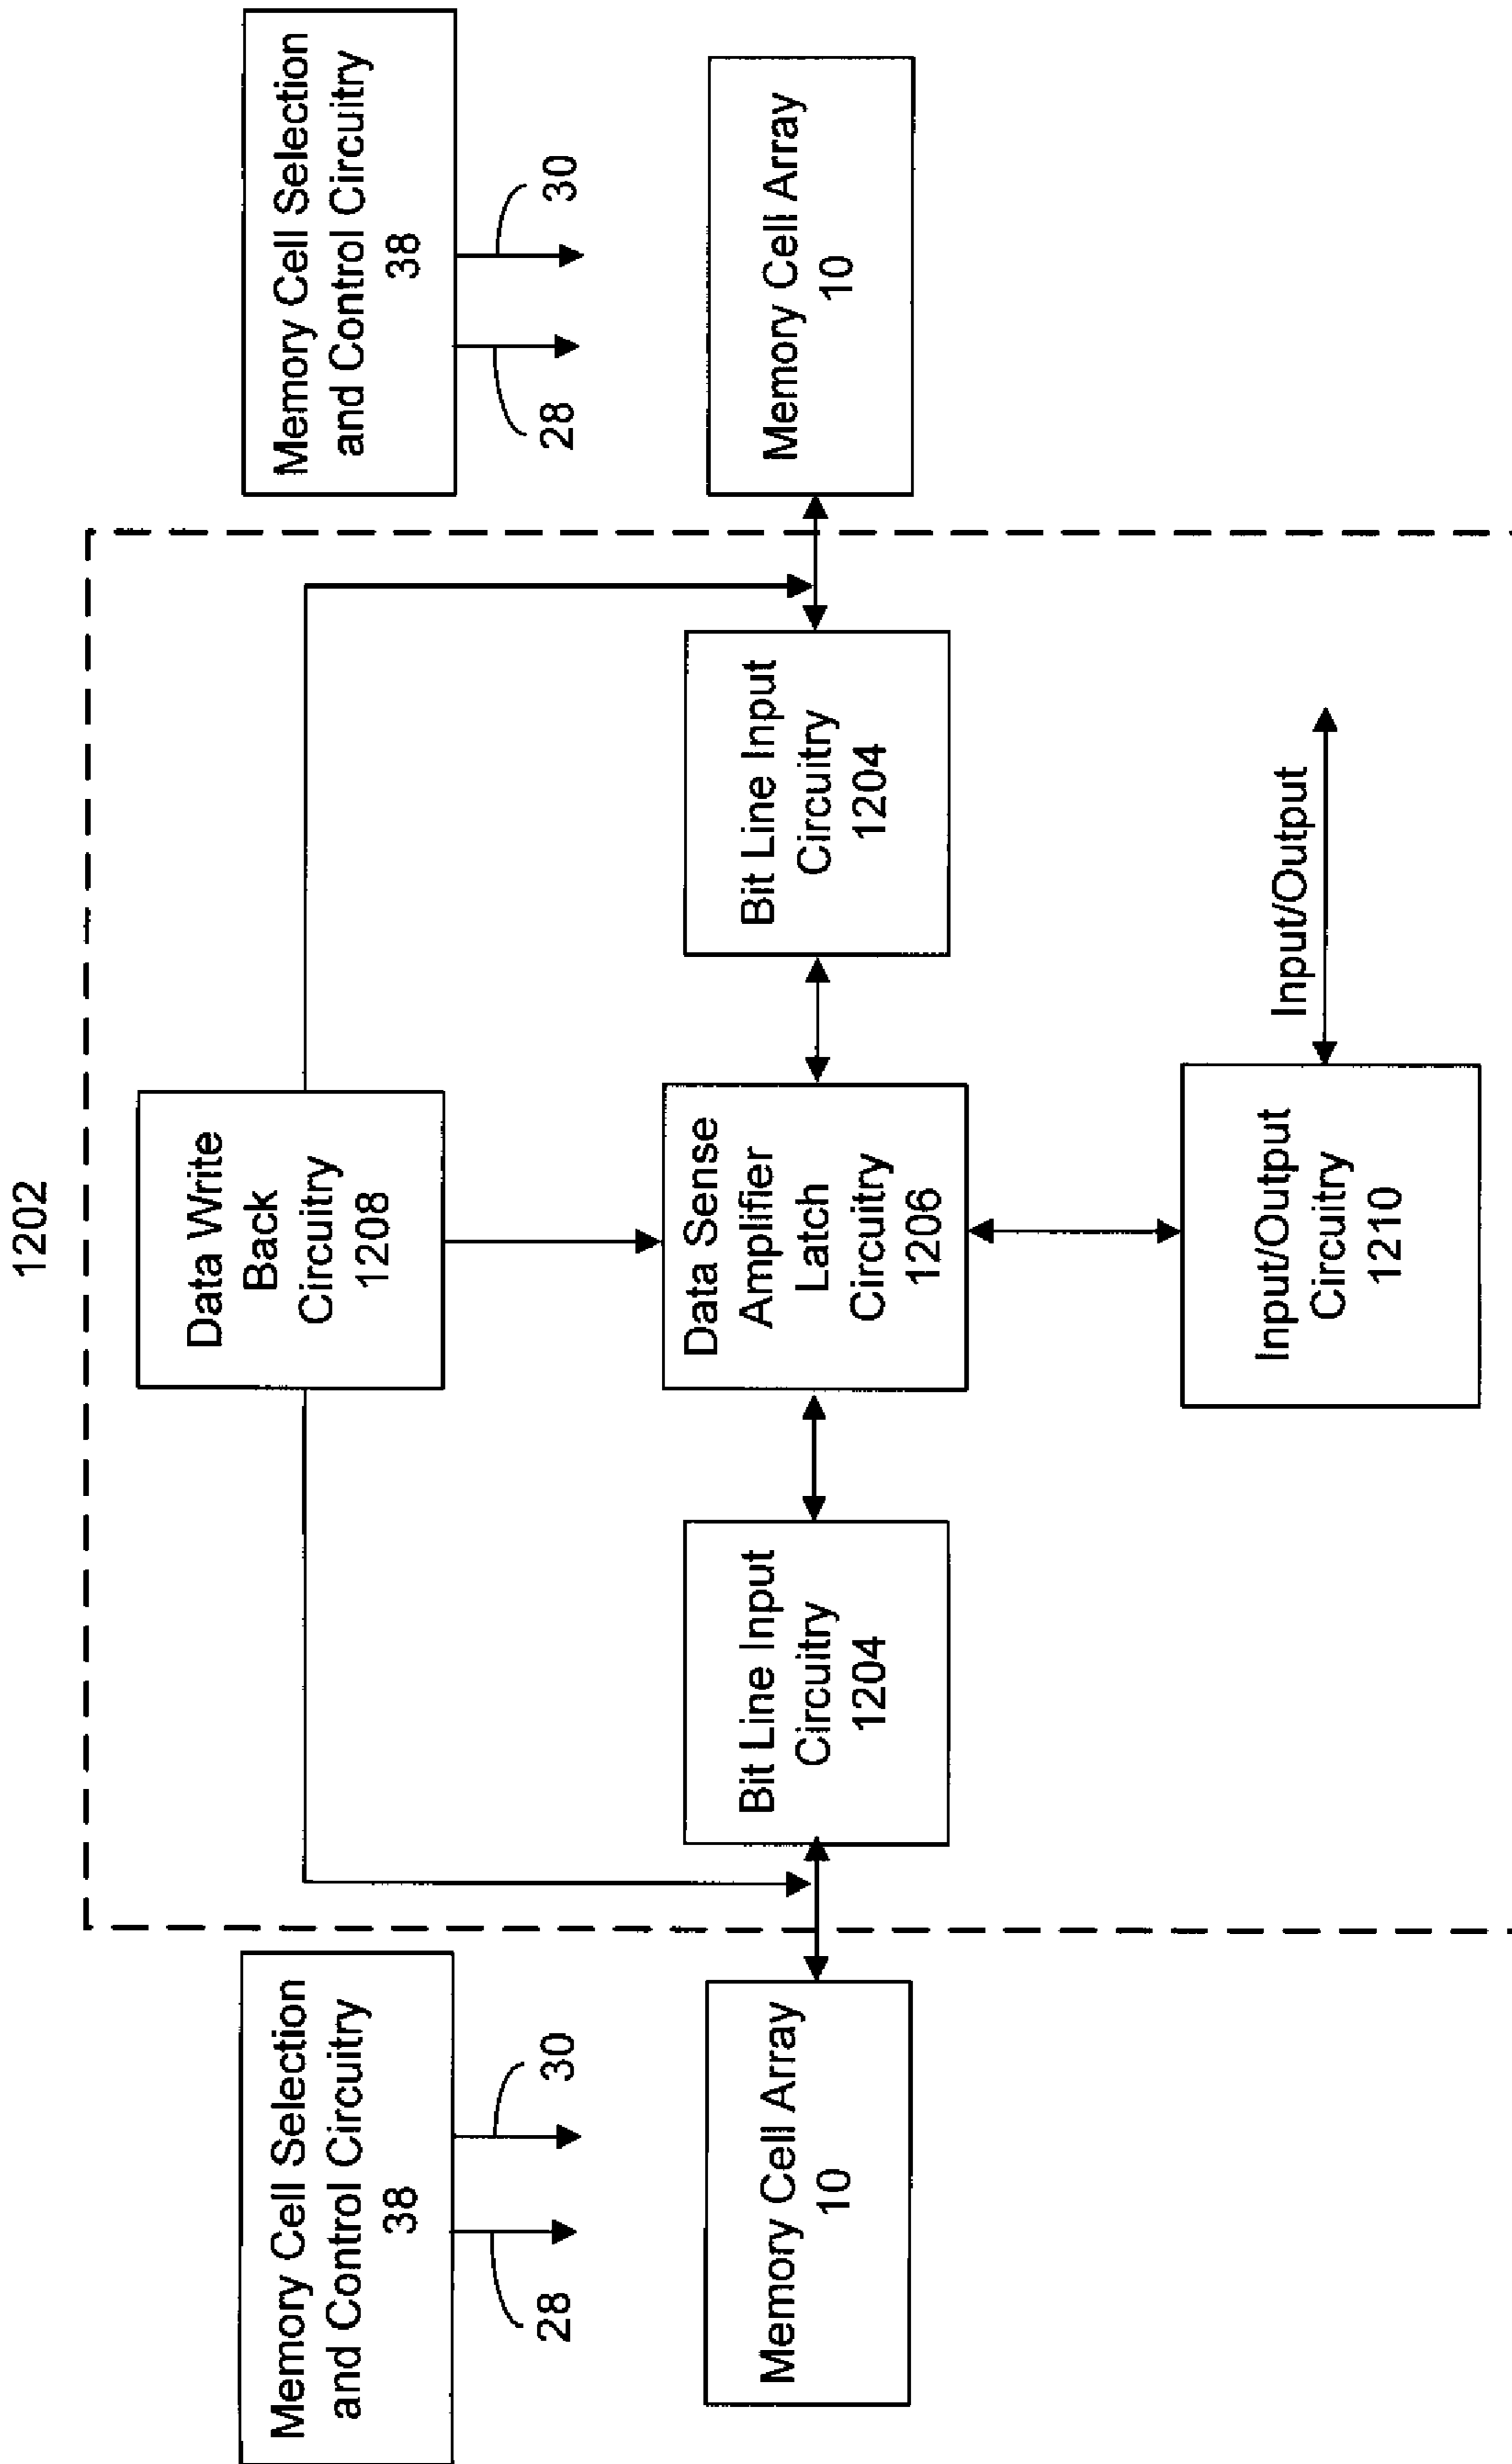 1202
Memory Cell Selection
and Control Circuitry
38
28
30
Data Write
Back
Circuitry
1208
Memory Cell Selection
and Control Circuitry
38
28
30
Memory Cell Array
10
Bit Line Input
Circuitry
1204
Data Sense
Amplifier
Latch
Circuitry
1206
Bit Line Input
Circuitry
1204
Memory Cell Array
10
Input/Output
Circuitry
1210
Input/Output